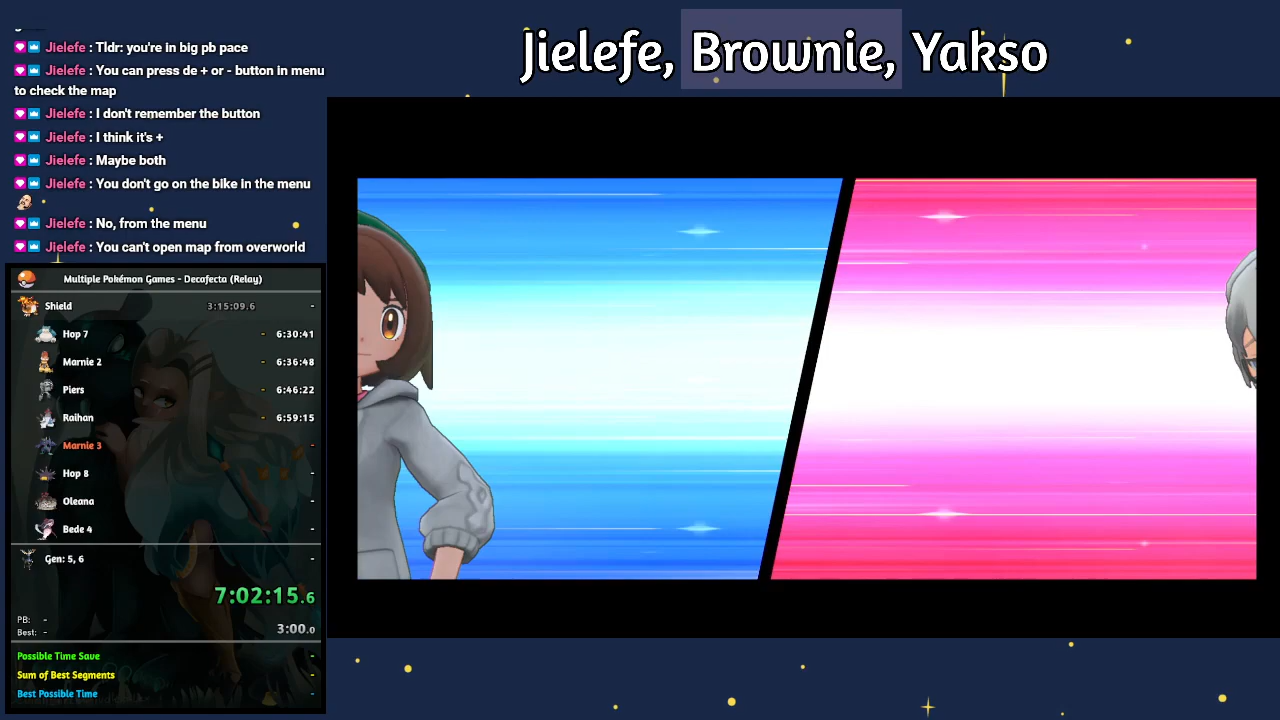 Jielefe, Brownie, Yakso
Jielefe : Tldr: you're in big pb pace
Jielefe : You can press de + or - button in menu
to check the map
Jielefe : I don't remember the button
Jielefe : I think it's +
Jielefe : Maybe both
Jielefe : You don't go on the bike in the menu
Jielefe : No, from the menu
Jielefe : You can't open map from overworld
Multiple Pokémon Games - Decafecta (Relay)
Shield 3:15:09.6 -
Hop 7 - 6:30:41
Marnie 2 - 6:36:48
Piers - 6:46:22
Raihan - 6:59:15
Marnie 3 -
Hop 8 -
Oleana -
Bede 4 -
Gen: 5, 6 -
7:02:15.6
PB: -
Best: -
3:00.0
Possible Time Save -
Sum of Best Segments -
Best Possible Time -